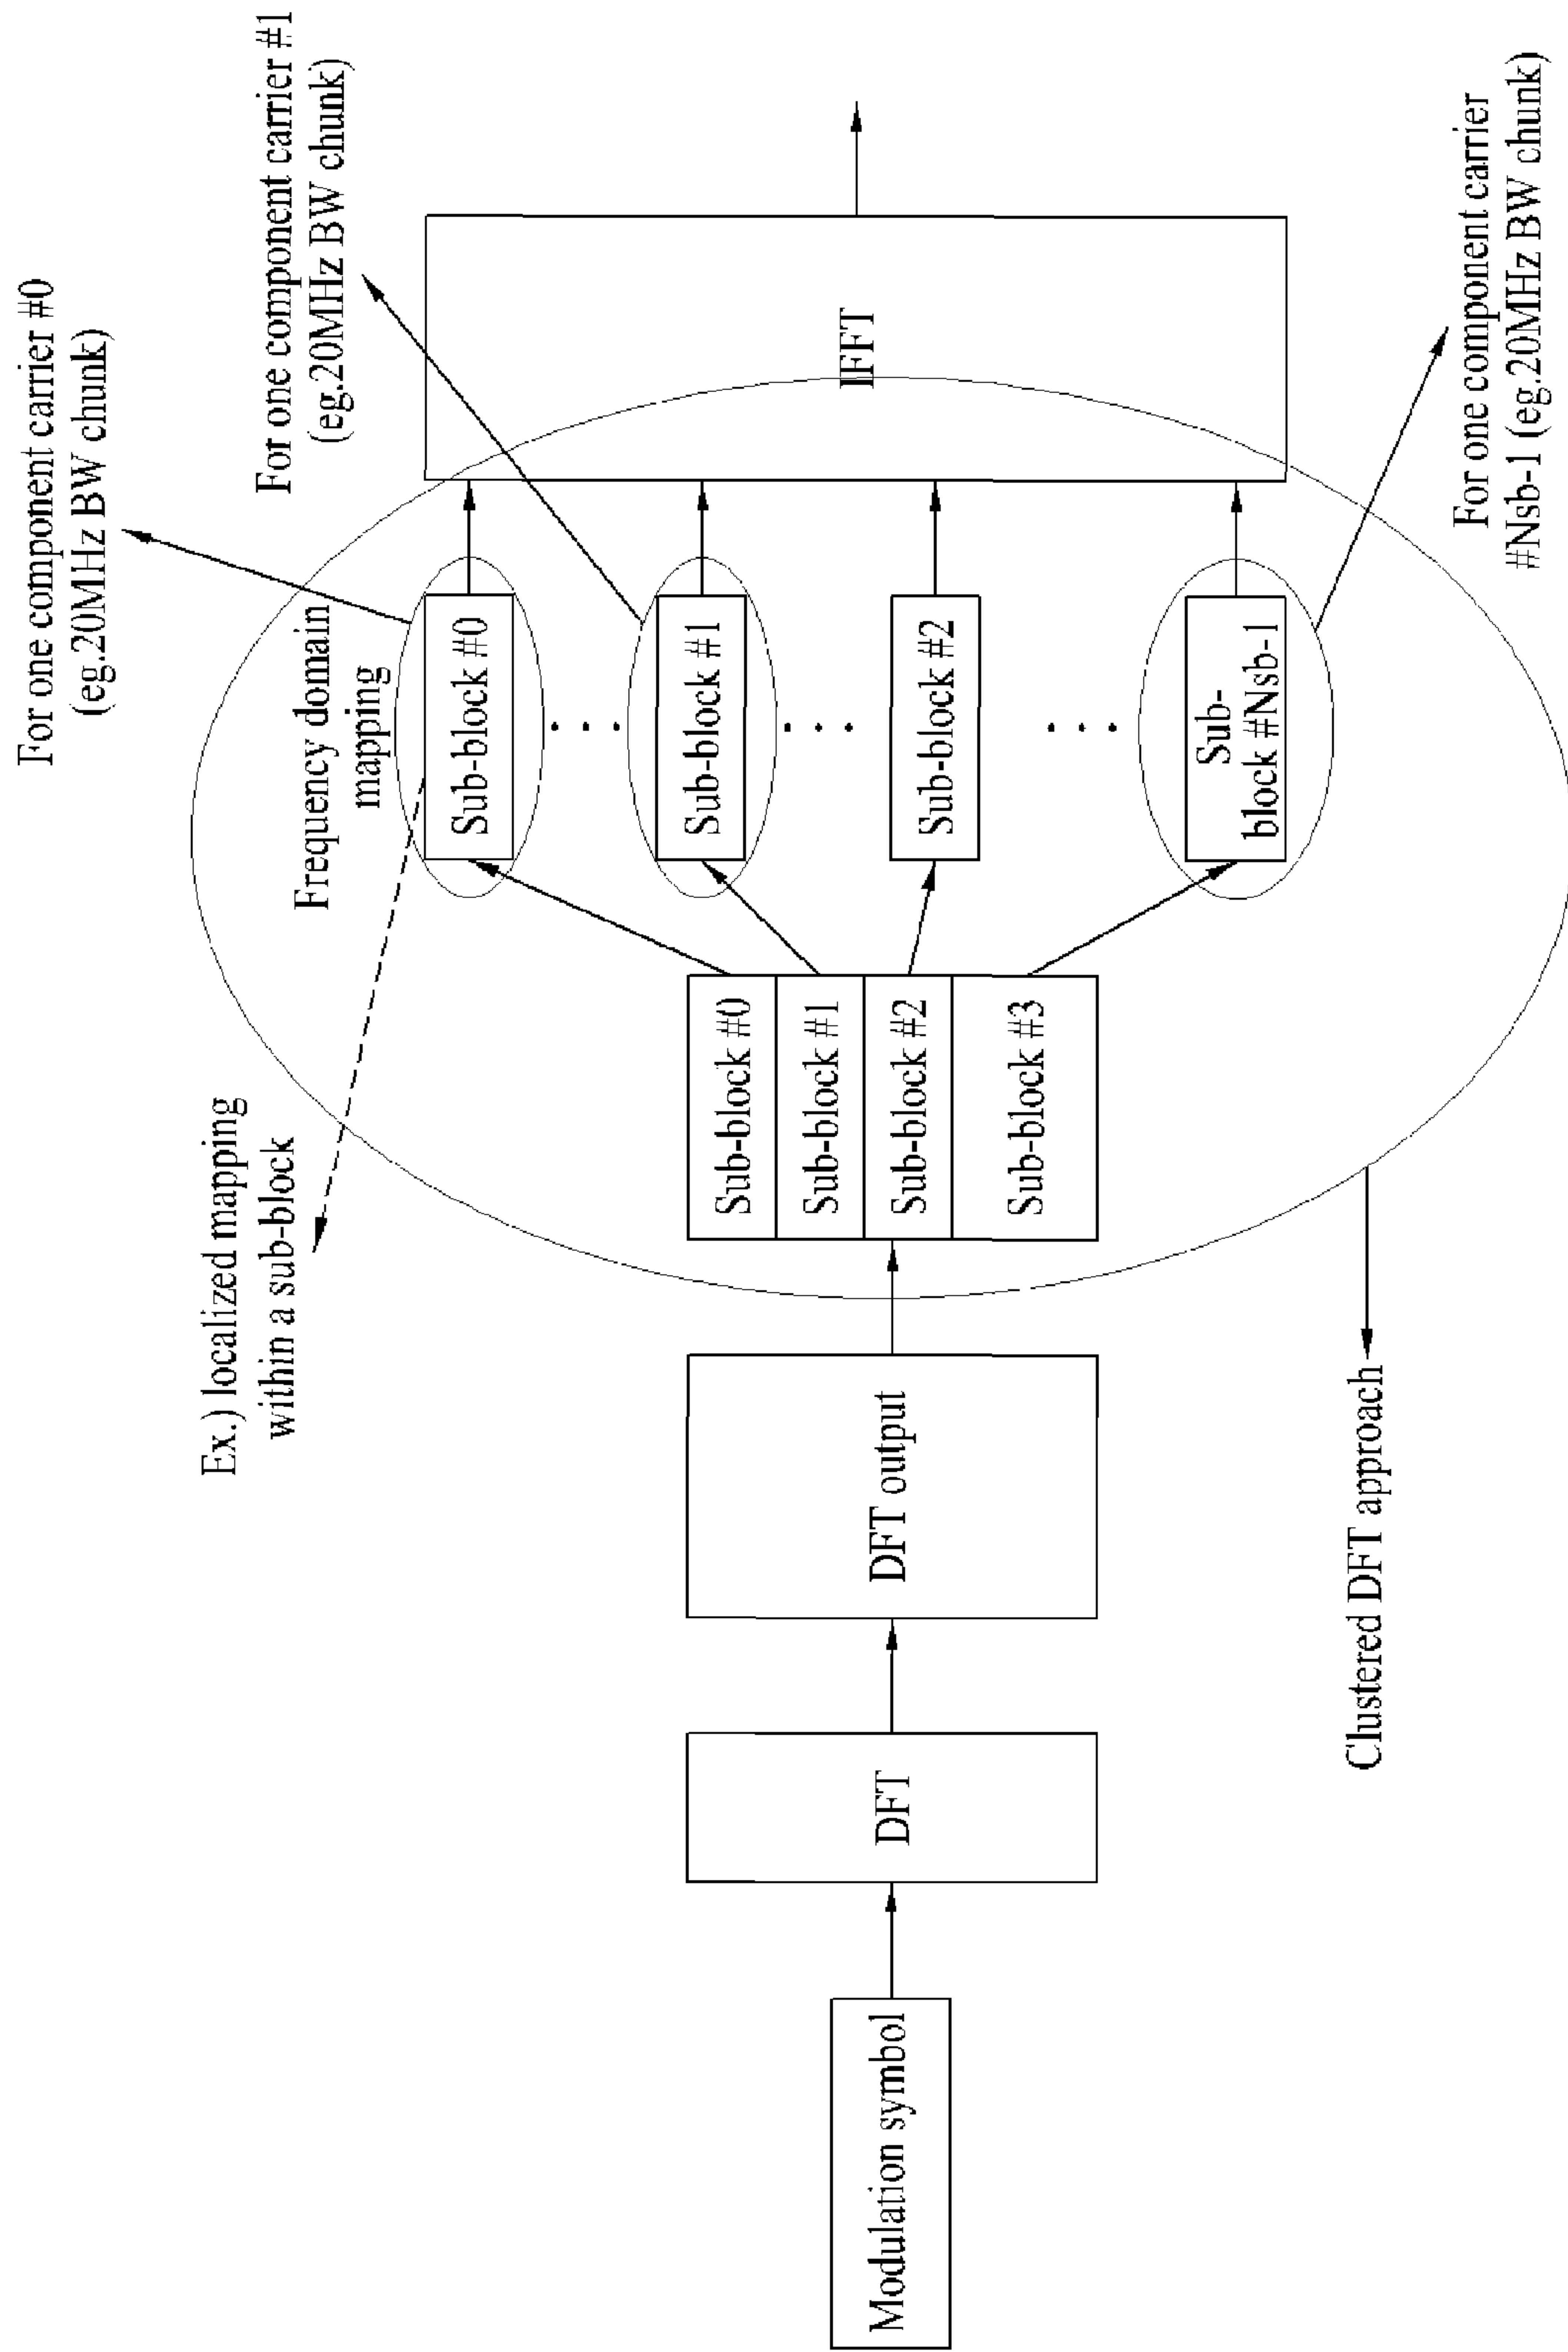 For one component carrier #0
(eg.20MHz BW chunk)
For one component carrier #1
(eg.20MHz BW chunk)
Ex.) localized mapping
within a sub-block
Frequency domain
mapping
Modulation symbol
DFT
DFT output
Sub-block #0
Sub-block #1
Sub-block #2
Sub-block #3
Sub-block #0
Sub-block #1
Sub-block #2
Sub-
block #Nsb-1
IFFT
Clustered DFT approach
For one component carrier
#Nsb-1 (eg.20MHz BW chunk)